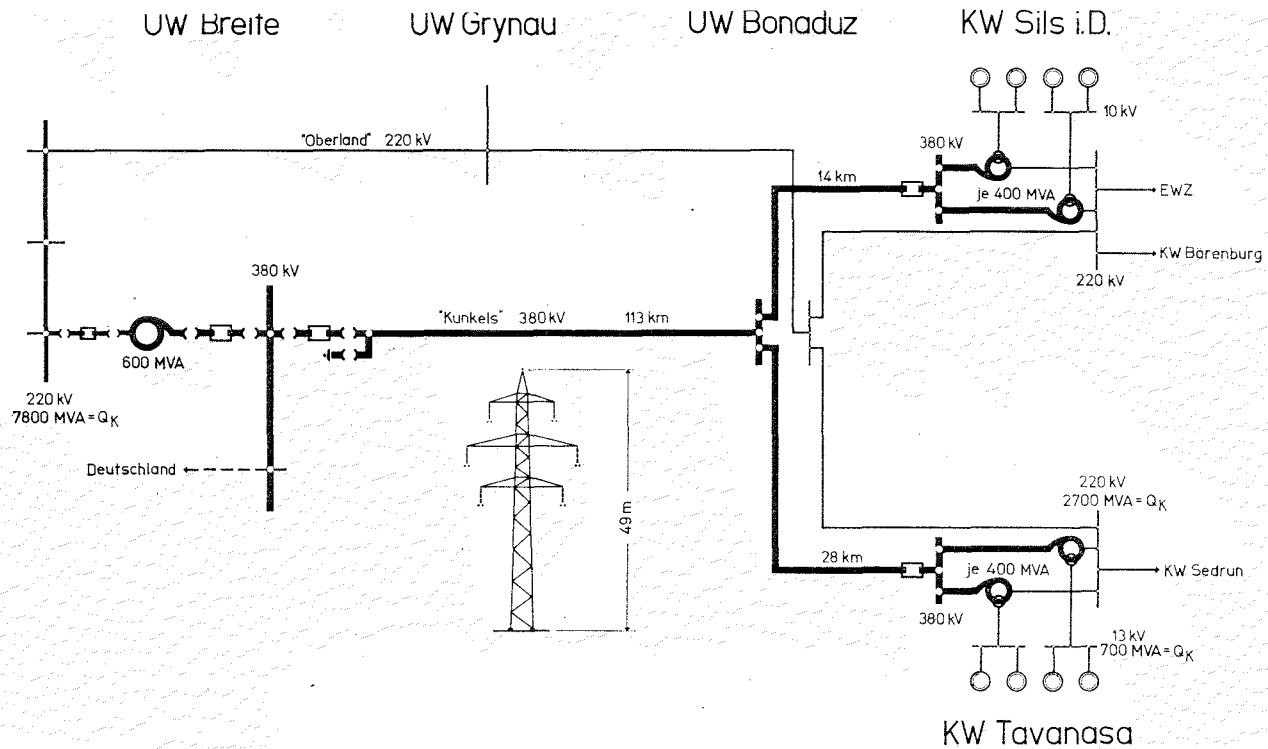 UW Breite
UW Grynau
UW Bonaduz
KW Sils i.D.
10 kV
"Oberland" 220 kV
380 kV
14 km
je 400 MVA
EWZ
KW Bärenburg
220 kV
380 kV
"Kunkels" 380 kV 113 km
600 MVA
220 kV
7800 MVA = QK
Deutschland
49 m
220 kV
2700 MVA = QK
28 km
je 400 MVA
KW Sedrun
380 kV
13 kV
700 MVA = QK
KW Tavanasa